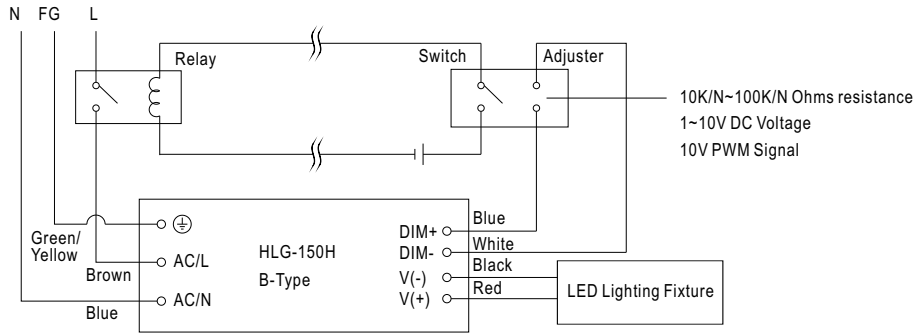 N FG L
Relay
Switch
Adjuster
10K/N~100K/N Ohms resistance
1~10V DC Voltage
10V PWM Signal
Green/
Yellow
Brown
Blue
AC/L
AC/N
HLG-150H
B-Type
DIM+
DIM-
V(-)
V(+)
Blue
White
Black
Red
LED Lighting Fixture